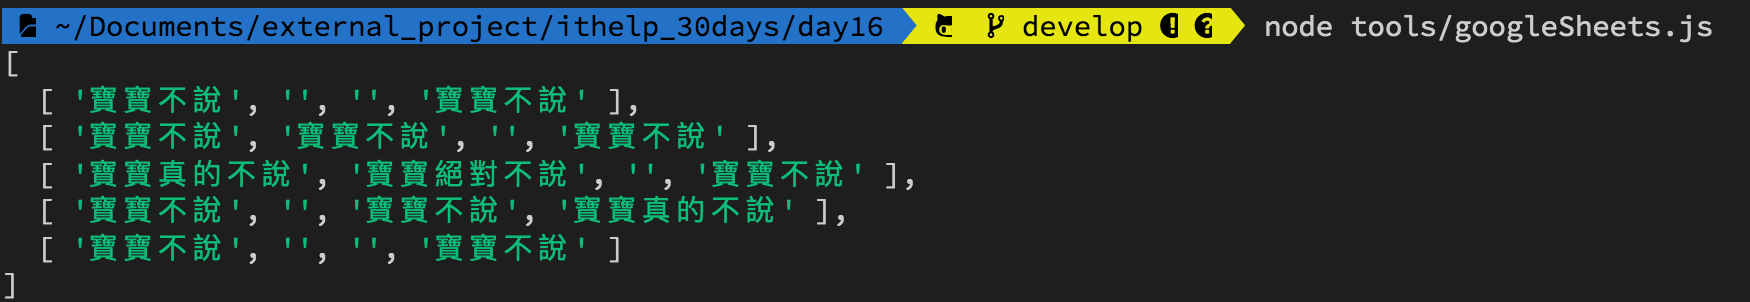 ~/Documents/external_project/ithelp_30days/day16 develop node tools/googleSheets.js
[
  [ '寶寶不說', '', '', '寶寶不說' ],
  [ '寶寶不說', '寶寶不說', '', '寶寶不說' ],
  [ '寶寶真的不說', '寶寶絕對不說', '', '寶寶不說' ],
  [ '寶寶不說', '', '寶寶不說', '寶寶真的不說' ],
  [ '寶寶不說', '', '', '寶寶不說' ]
]